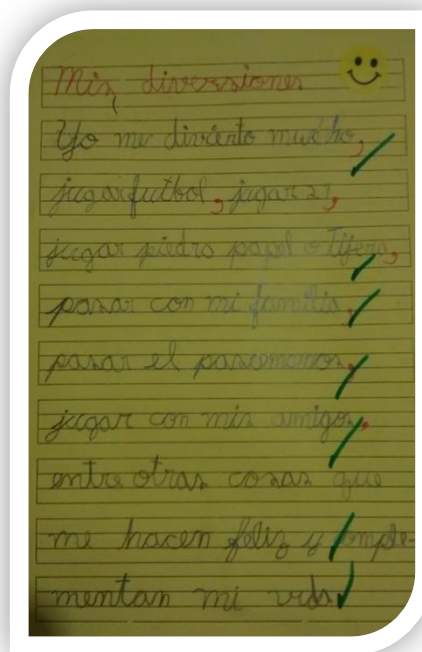 Mis diversiones
Yo me divierto mucho,
jugar futbol, jugar 21,
jugar piedra papel o tijera,
pasar con mi familia,
pasar el pasamanos,
jugar con mis amigos,
entre otras cosas que
me hacen feliz y comple-
mentan mi vida